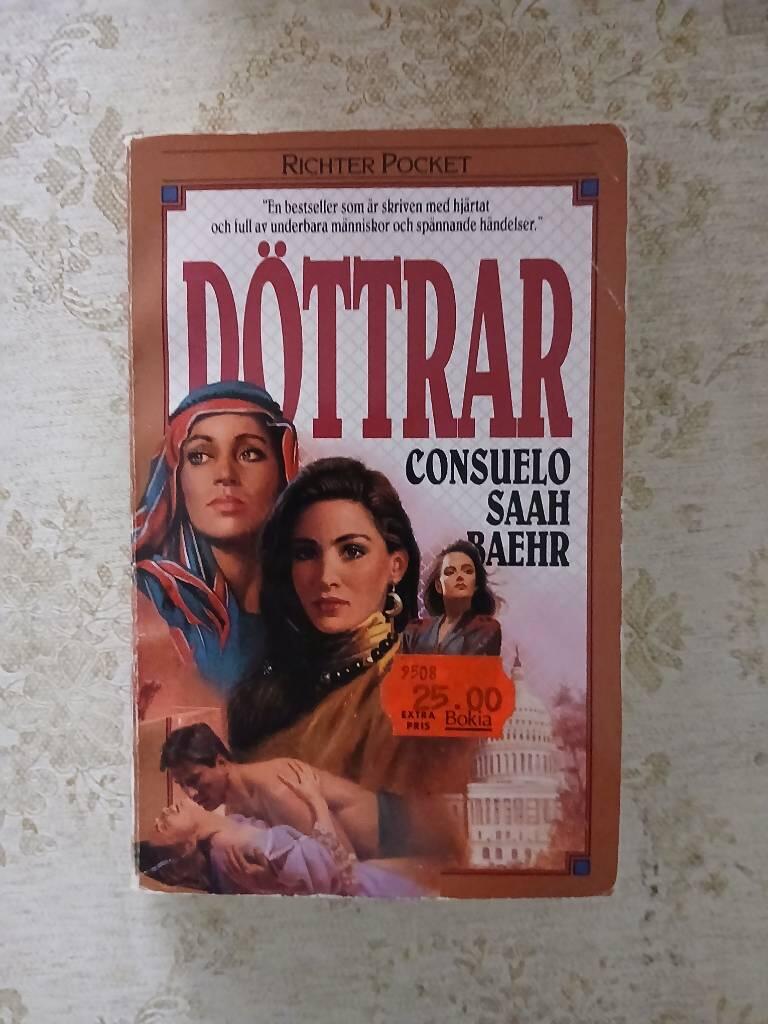 RICHTER POCKET
"En bestseller som är skriven med hjärtat
och full av underbara människor och spännande händelser."
DÖTTRAR
CONSUELO
SAAH
BAEHR
9508
25.00
EXTRA
PRIS Bokia